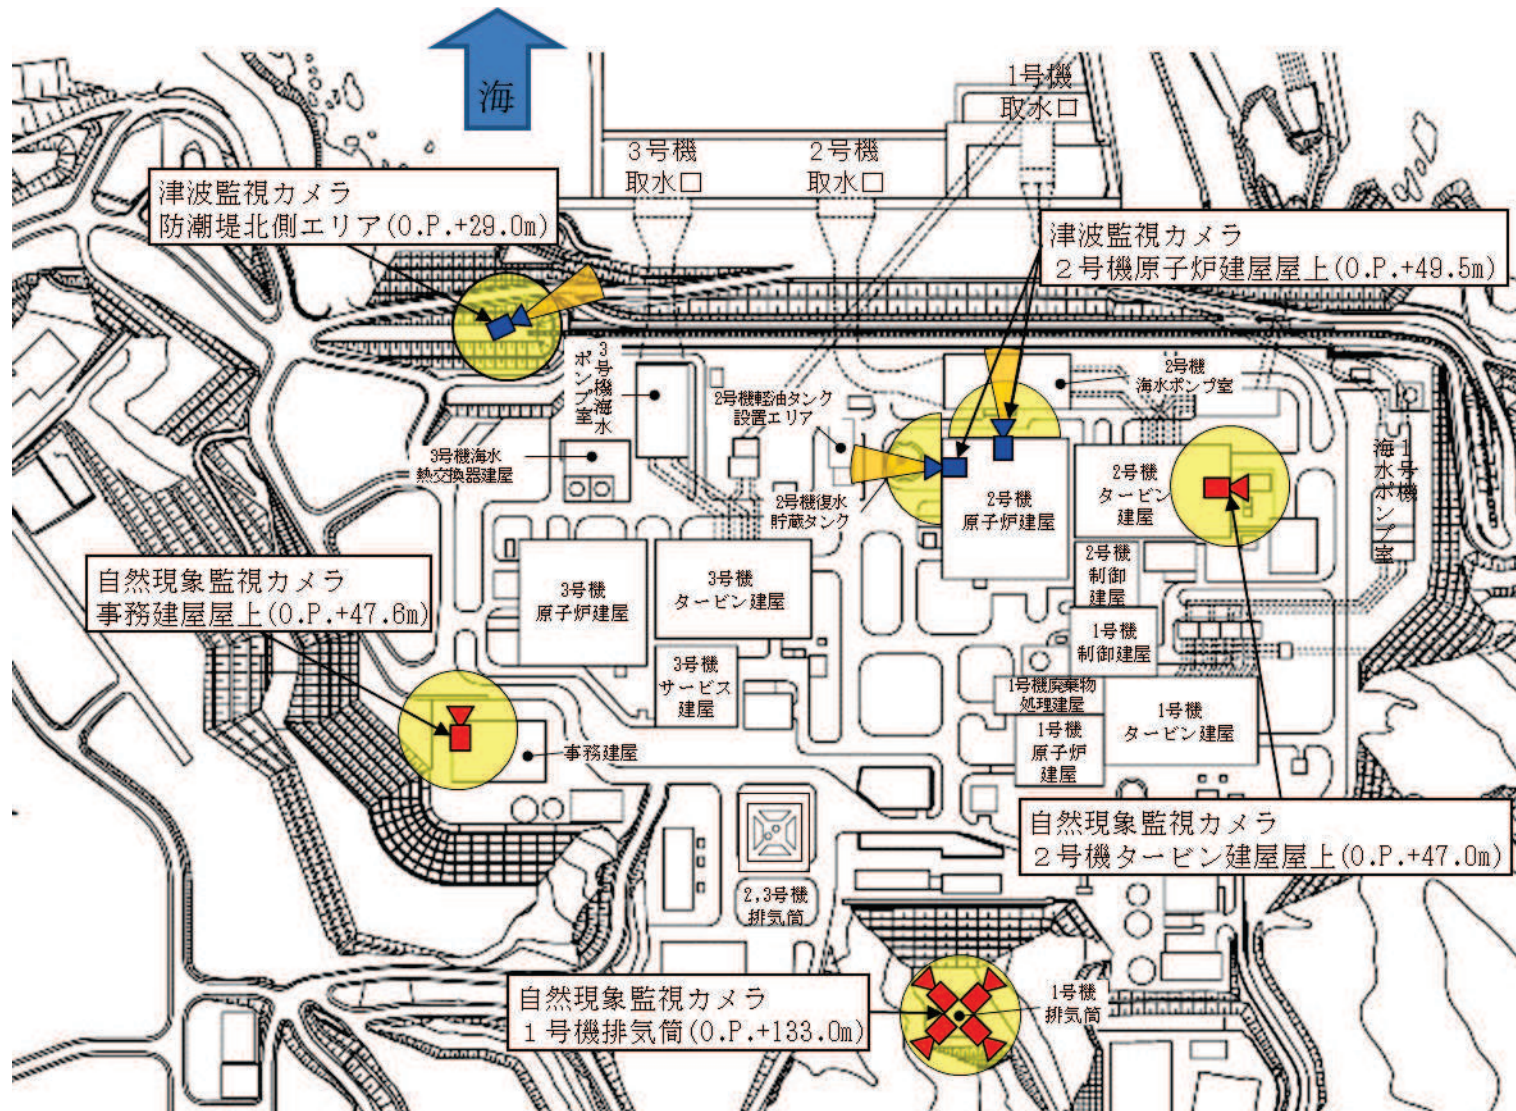 海
1号機
取水口
3号機
取水口
2号機
取水口
津波監視カメラ
防潮堤北側エリア(O.P.+29.0m)
津波監視カメラ
２号機原子炉建屋屋上(O.P.+49.5m)
3号機海水
ポンプ室
2号機軽油タンク
設置エリア
2号機
海水ポンプ室
3号機海水
熱交換器建屋
2号機復水
貯蔵タンク
2号機
原子炉建屋
2号機
タービン
建屋
1号機
海水ポンプ室
自然現象監視カメラ
事務建屋屋上(O.P.+47.6m)
3号機
原子炉建屋
3号機
タービン建屋
2号機
制御
建屋
1号機
制御建屋
3号機
サービス
建屋
1号機廃棄物
処理建屋
1号機
原子炉
建屋
1号機
タービン建屋
事務建屋
自然現象監視カメラ
２号機タービン建屋屋上(O.P.+47.0m)
2,3号機
排気筒
自然現象監視カメラ
１号機排気筒(O.P.+133.0m)
1号機
排気筒